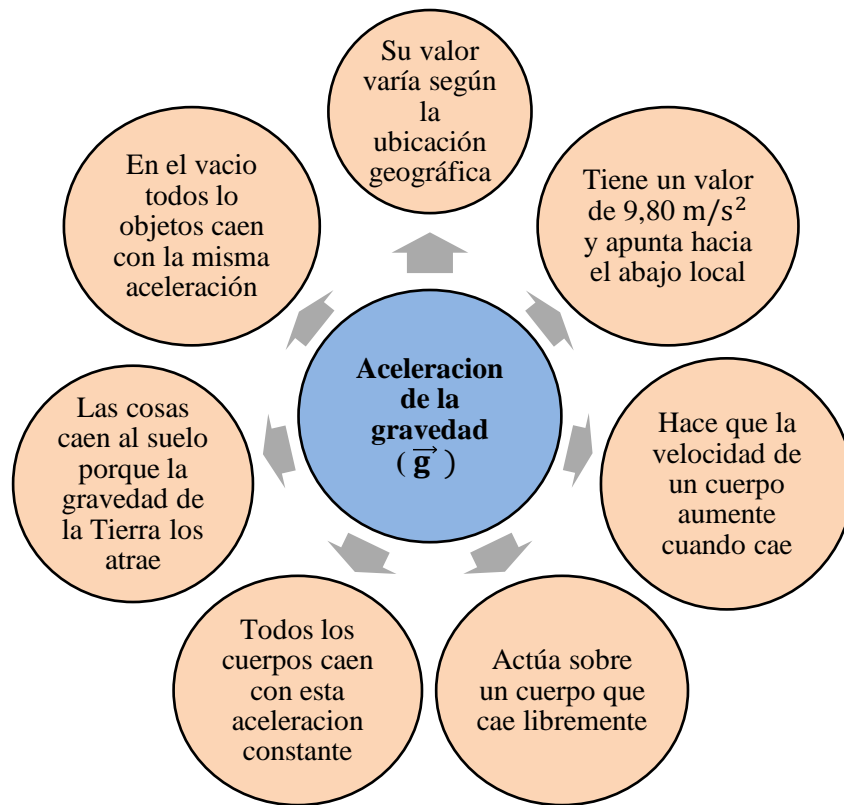 Su valor
varía según
la
ubicación
geográfica
Tiene un valor
de 9,80 m/s²
y apunta hacia
el abajo local
Hace que la
velocidad de
un cuerpo
aumente
cuando cae
Actúa sobre
un cuerpo que
cae libremente
Todos los
cuerpos caen
con esta
aceleracion
constante
Las cosas
caen al suelo
porque la
gravedad de
la Tierra los
atrae
En el vacio
todos lo
objetos caen
con la misma
aceleración
Aceleracion
de la
gravedad
( g⃗ )